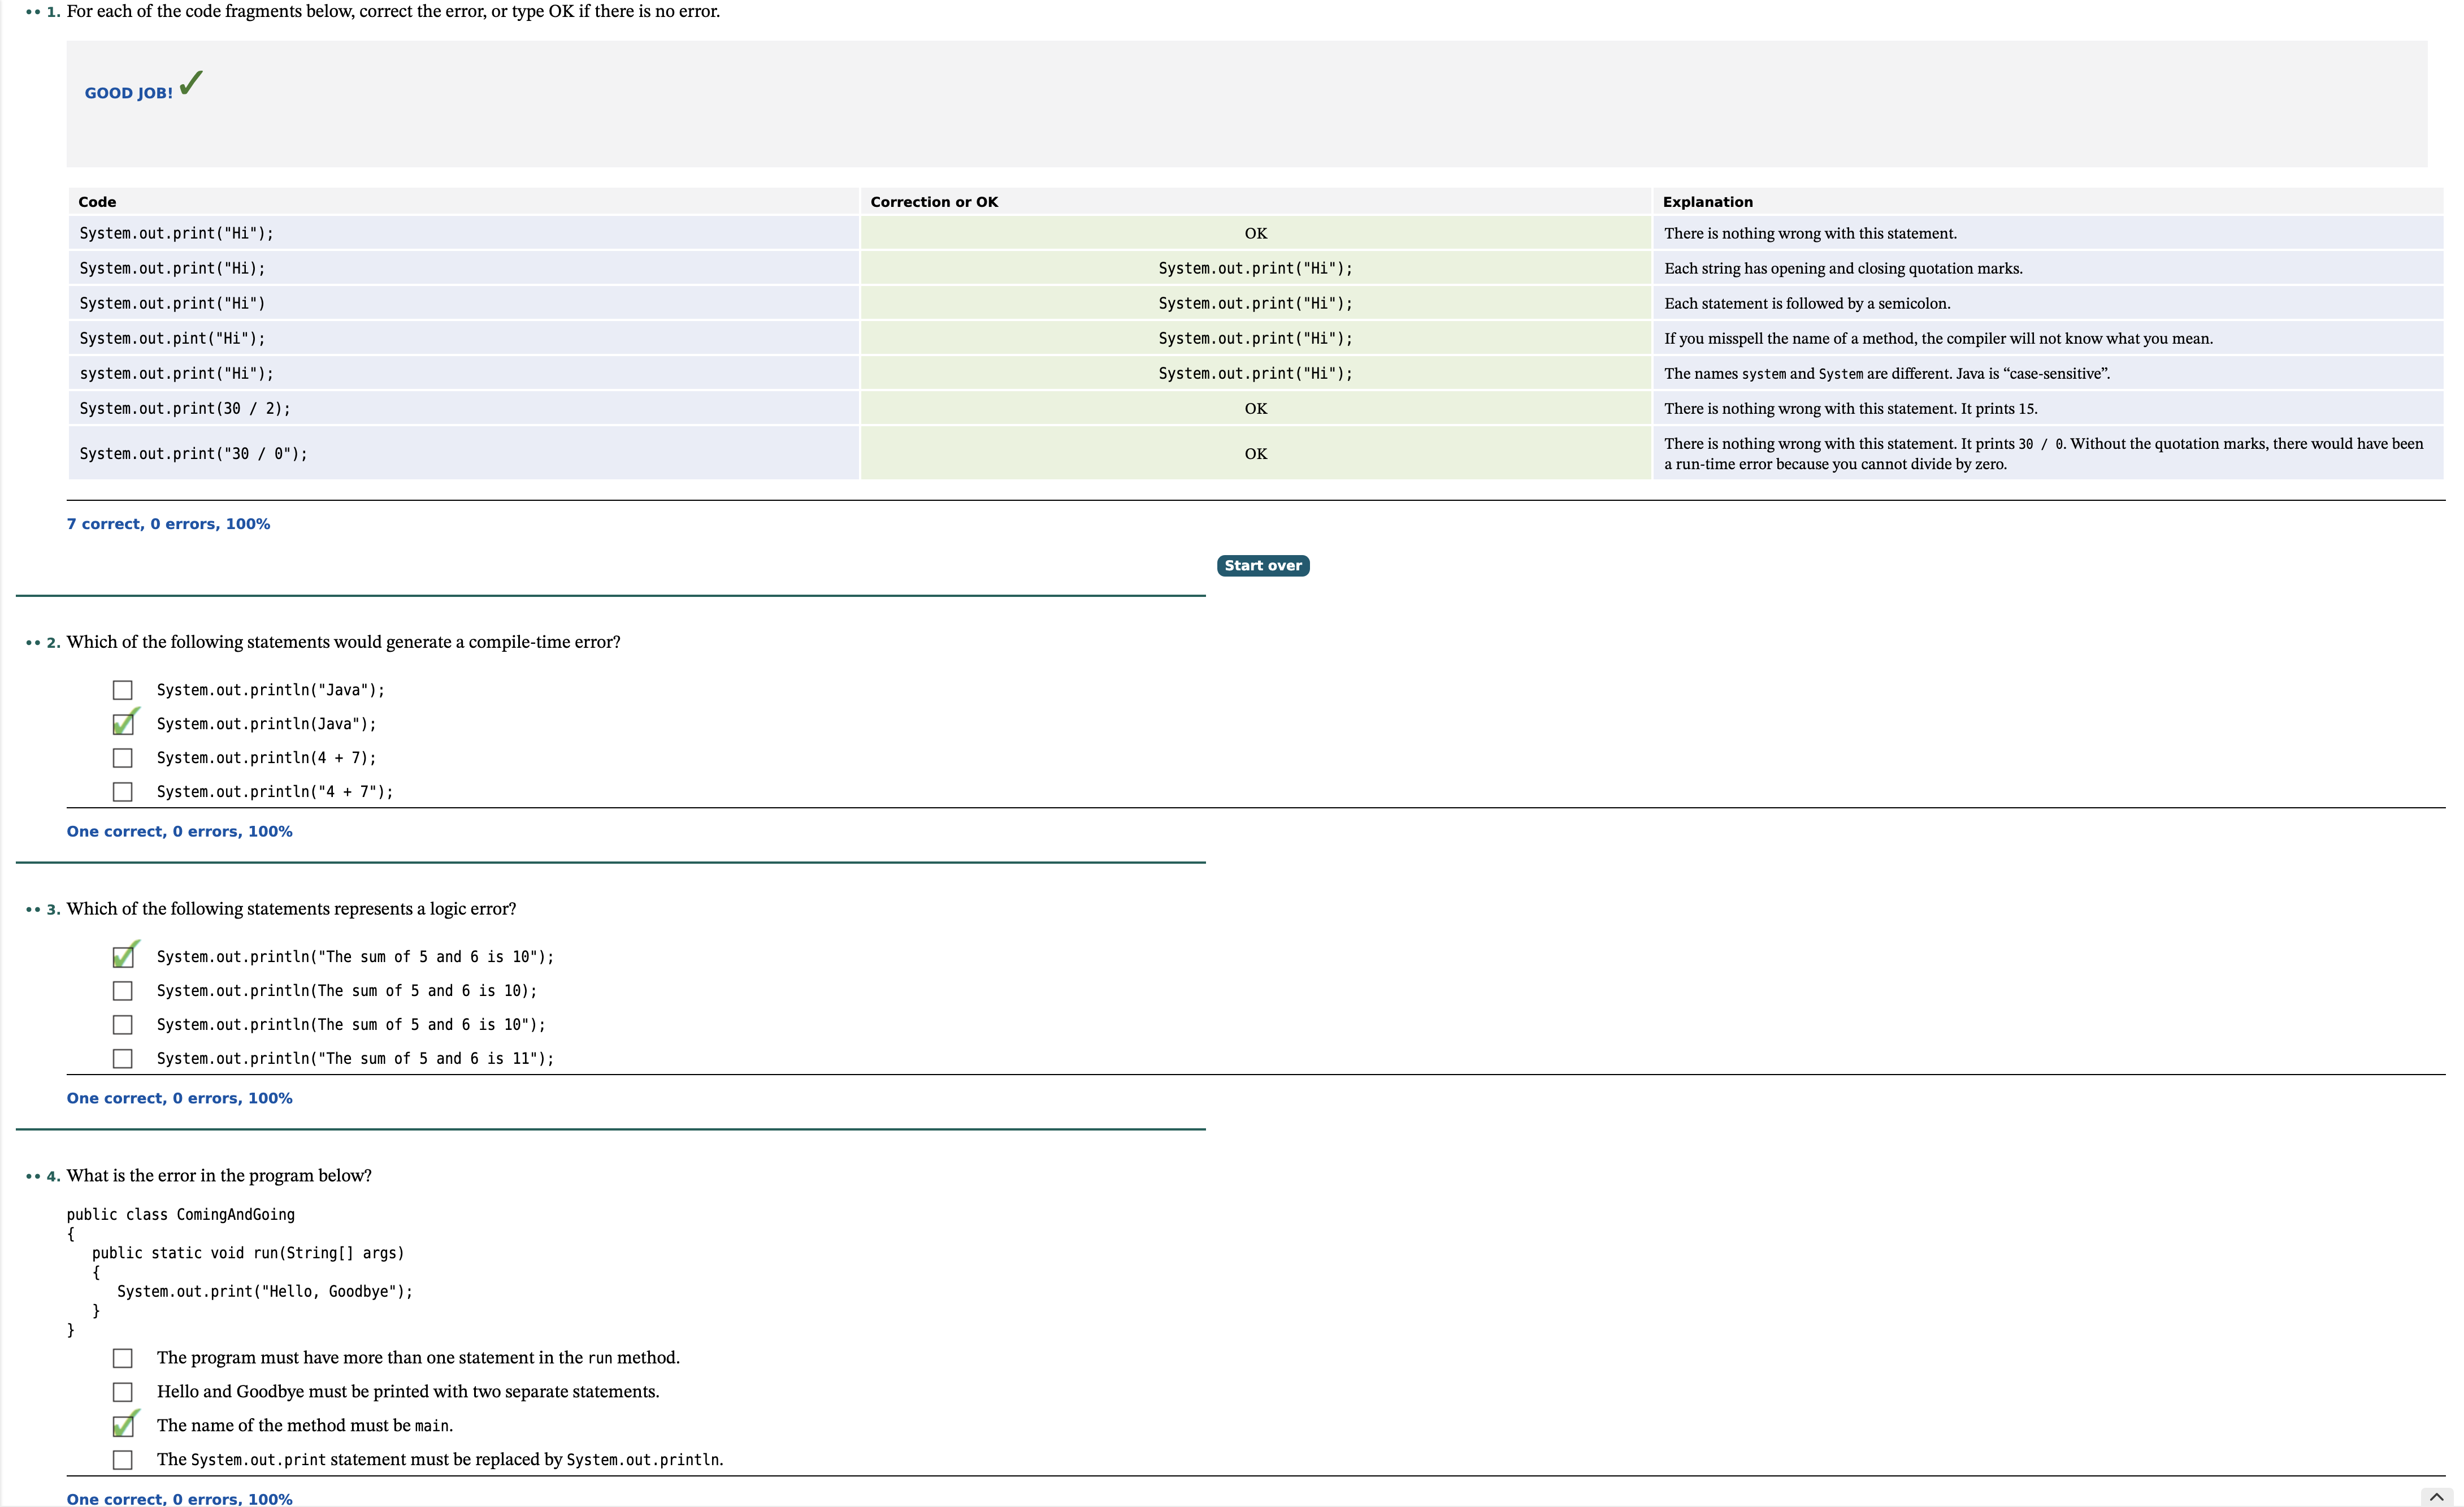 •• 1. For each of the code fragments below, correct the error, or type OK if there is no error.
GOOD JOB! ✓
Code Correction or OK Explanation
System.out.print("Hi"); OK There is nothing wrong with this statement.
System.out.print("Hi); System.out.print("Hi"); Each string has opening and closing quotation marks.
System.out.print("Hi") System.out.print("Hi"); Each statement is followed by a semicolon.
System.out.pint("Hi"); System.out.print("Hi"); If you misspell the name of a method, the compiler will not know what you mean.
system.out.print("Hi"); System.out.print("Hi"); The names system and System are different. Java is “case-sensitive”.
System.out.print(30 / 2); OK There is nothing wrong with this statement. It prints 15.
System.out.print("30 / 0"); OK There is nothing wrong with this statement. It prints 30 / 0. Without the quotation marks, there would have been
a run-time error because you cannot divide by zero.
7 correct, 0 errors, 100%
Start over
•• 2. Which of the following statements would generate a compile-time error?
System.out.println("Java");
System.out.println(Java");
System.out.println(4 + 7);
System.out.println("4 + 7");
One correct, 0 errors, 100%
•• 3. Which of the following statements represents a logic error?
System.out.println("The sum of 5 and 6 is 10");
System.out.println(The sum of 5 and 6 is 10);
System.out.println(The sum of 5 and 6 is 10");
System.out.println("The sum of 5 and 6 is 11");
One correct, 0 errors, 100%
•• 4. What is the error in the program below?
public class ComingAndGoing
{
public static void run(String[] args)
{
System.out.print("Hello, Goodbye");
}
}
The program must have more than one statement in the run method.
Hello and Goodbye must be printed with two separate statements.
The name of the method must be main.
The System.out.print statement must be replaced by System.out.println.
One correct, 0 errors, 100%